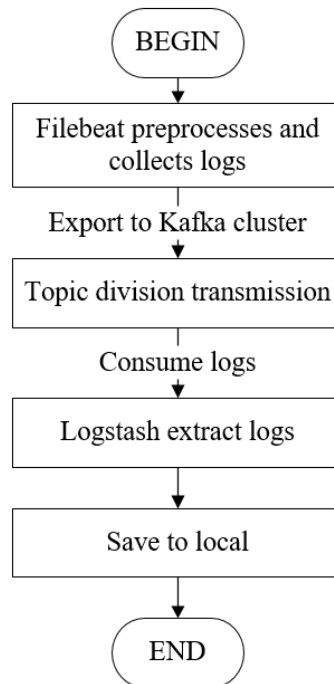 BEGIN
Filebeat preprocesses and
collects logs
Export to Kafka cluster
Topic division transmission
Consume logs
Logstash extract logs
Save to local
END